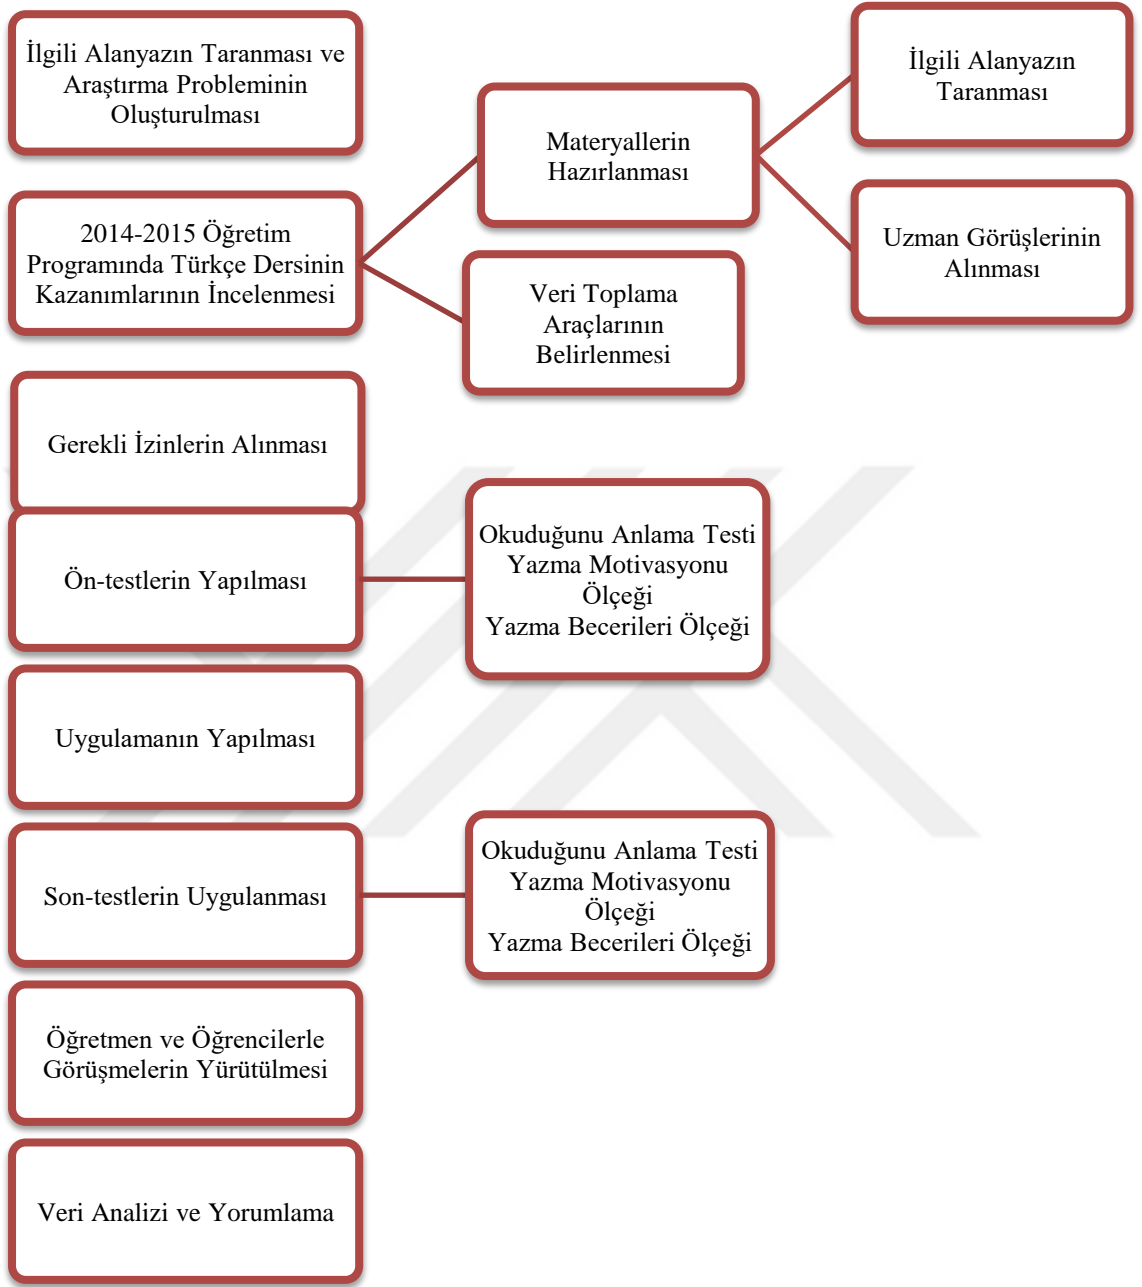 İlgili Alanyazın Taranması ve
Araştırma Probleminin
Oluşturulması
2014-2015 Öğretim
Programında Türkçe Dersinin
Kazanımlarının İncelenmesi
Materyallerin
Hazırlanması
İlgili Alanyazın
Taranması
Uzman Görüşlerinin
Alınması
Veri Toplama
Araçlarının
Belirlenmesi
Gerekli İzinlerin Alınması
Ön-testlerin Yapılması
Okuduğunu Anlama Testi
Yazma Motivasyonu
Ölçeği
Yazma Becerileri Ölçeği
Uygulamanın Yapılması
Son-testlerin Uygulanması
Okuduğunu Anlama Testi
Yazma Motivasyonu
Ölçeği
Yazma Becerileri Ölçeği
Öğretmen ve Öğrencilerle
Görüşmelerin Yürütülmesi
Veri Analizi ve Yorumlama